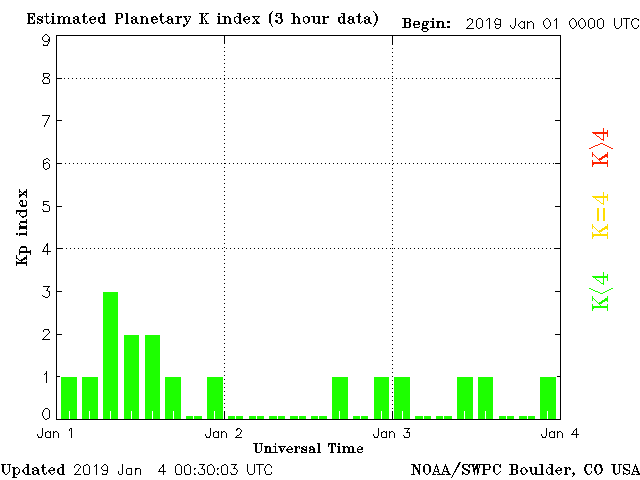 Estimated Planetary K index (3 hour data) Begin: 2019 Jan 01 0000 UTC
9
8
7
6
5
4
3
2
1
0
Kp index
K>4
K=4
K<4
Jan 1 Jan 2 Jan 3 Jan 4
Universal Time
Updated 2019 Jan 4 00:30:03 UTC NOAA/SWPC Boulder, CO USA